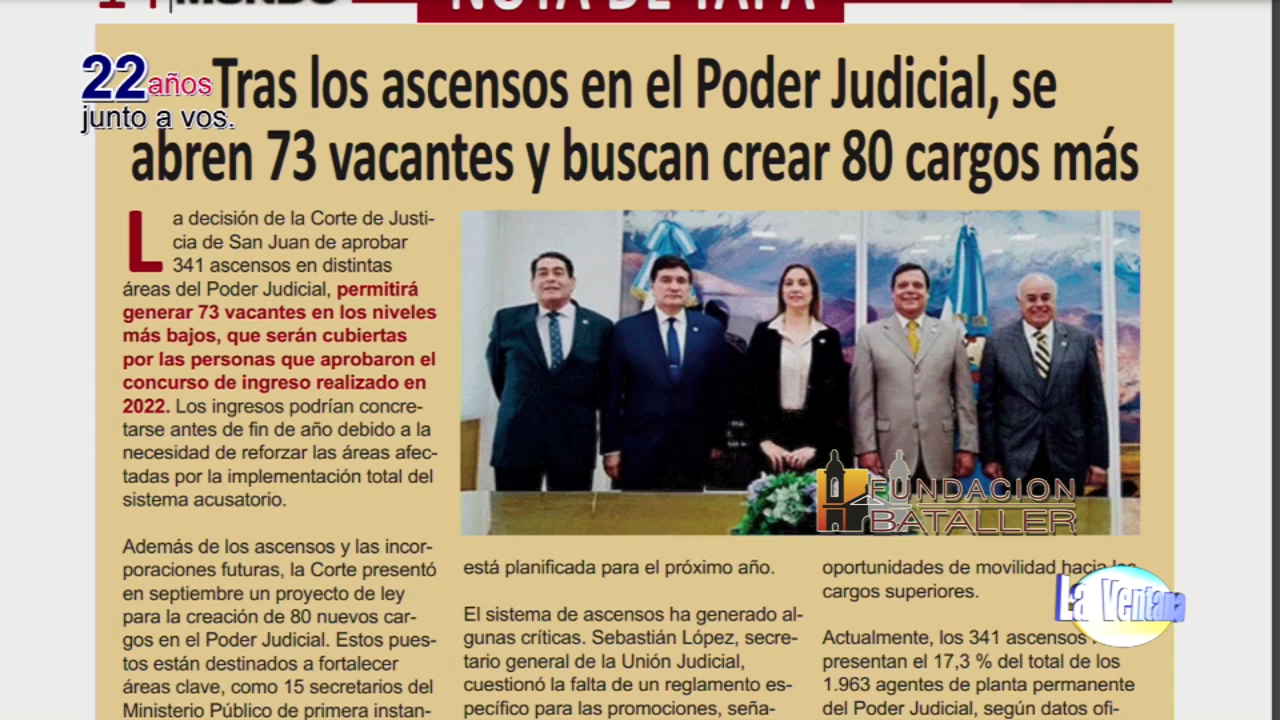 MUNDO
NOTA DE TAPA
22 años
junto a vos.
Tras los ascensos en el Poder Judicial, se
abren 73 vacantes y buscan crear 80 cargos más
La decisión de la Corte de Justi-
cia de San Juan de aprobar
341 ascensos en distintas
áreas del Poder Judicial, permitirá
generar 73 vacantes en los niveles
más bajos, que serán cubiertas
por las personas que aprobaron el
concurso de ingreso realizado en
2022. Los ingresos podrían concre-
tarse antes de fin de año debido a la
necesidad de reforzar las áreas afec-
tadas por la implementación total del
sistema acusatorio.
Además de los ascensos y las incor-
poraciones futuras, la Corte presentó
en septiembre un proyecto de ley
para la creación de 80 nuevos car-
gos en el Poder Judicial. Estos pues-
tos están destinados a fortalecer
áreas clave, como 15 secretarios del
Ministerio Público de primera instan-
FUNDACION
BATALLER
está planificada para el próximo año.
El sistema de ascensos ha generado al-
gunas críticas. Sebastián López, secre-
tario general de la Unión Judicial,
cuestionó la falta de un reglamento es-
pecífico para las promociones, seña-
oportunidades de movilidad hacia los
cargos superiores.
La Ventana
Actualmente, los 341 ascensos
presentan el 17,3 % del total de los
1.963 agentes de planta permanente
del Poder Judicial, según datos ofi-